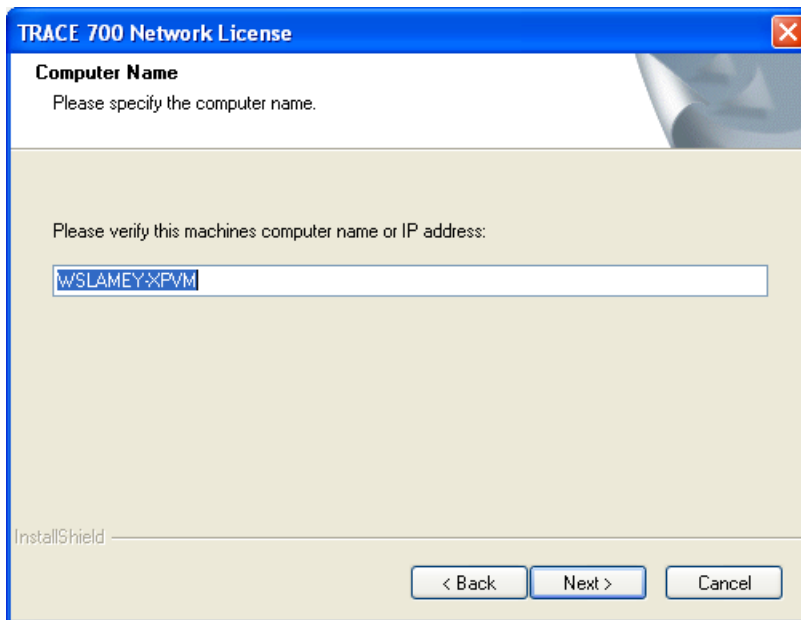 TRACE 700 Network License
Computer Name
Please specify the computer name.
Please verify this machines computer name or IP address:
WSLAMEY-XPVM
InstallShield
< Back Next > Cancel